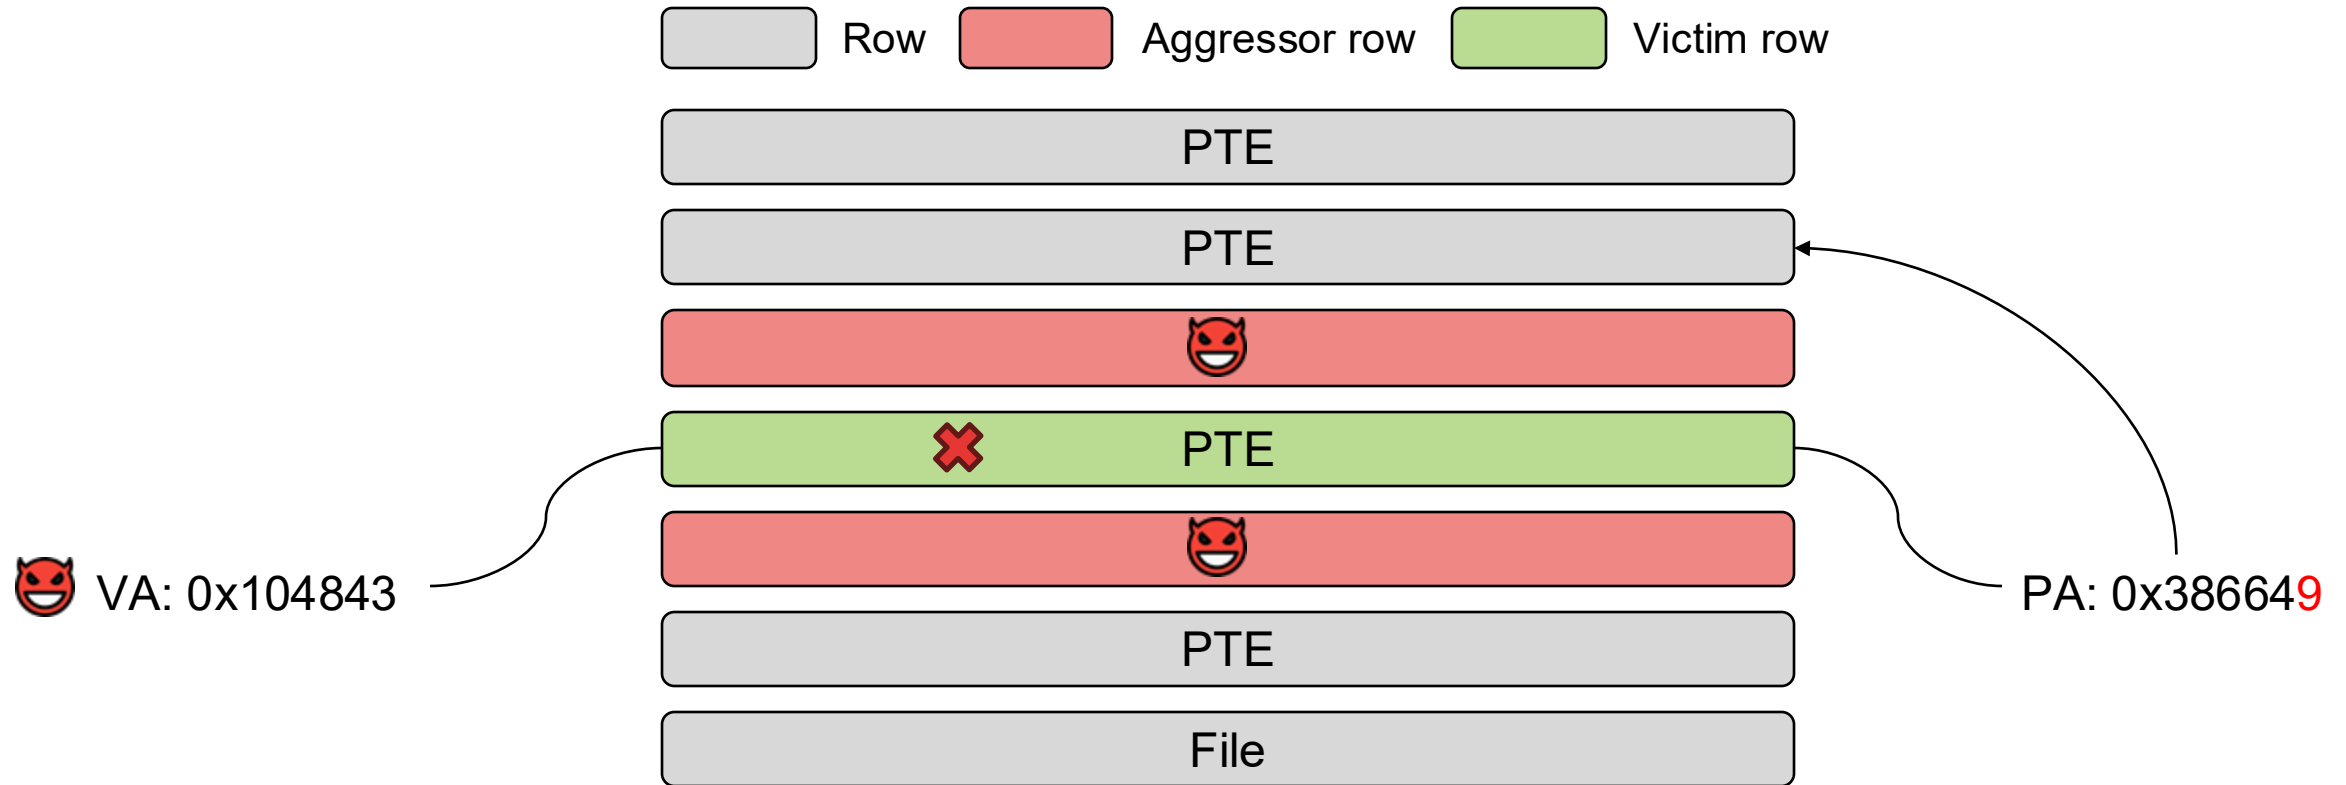 Row Aggressor row Victim row
PTE
PTE
PTE
VA: 0x104843
PA: 0x386649
PTE
File